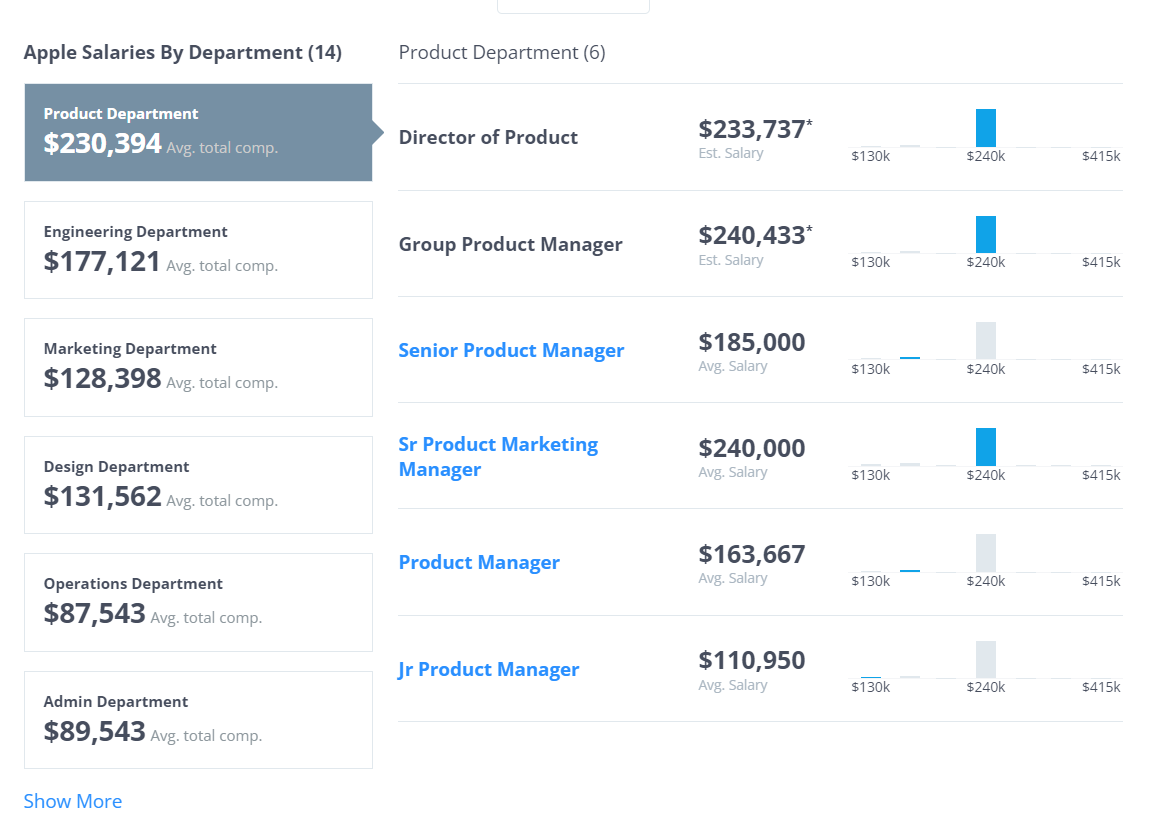 Apple Salaries By Department (14)
Product Department
$230,394 Avg. total comp.
Engineering Department
$177,121 Avg. total comp.
Marketing Department
$128,398 Avg. total comp.
Design Department
$131,562 Avg. total comp.
Operations Department
$87,543 Avg. total comp.
Admin Department
$89,543 Avg. total comp.
Show More
Product Department (6)
Director of Product
$233,737*
Est. Salary
$130k $240k $415k
Group Product Manager
$240,433*
Est. Salary
$130k $240k $415k
Senior Product Manager
$185,000
Avg. Salary
$130k $240k $415k
Sr Product Marketing
Manager
$240,000
Avg. Salary
$130k $240k $415k
Product Manager
$163,667
Avg. Salary
$130k $240k $415k
Jr Product Manager
$110,950
Avg. Salary
$130k $240k $415k